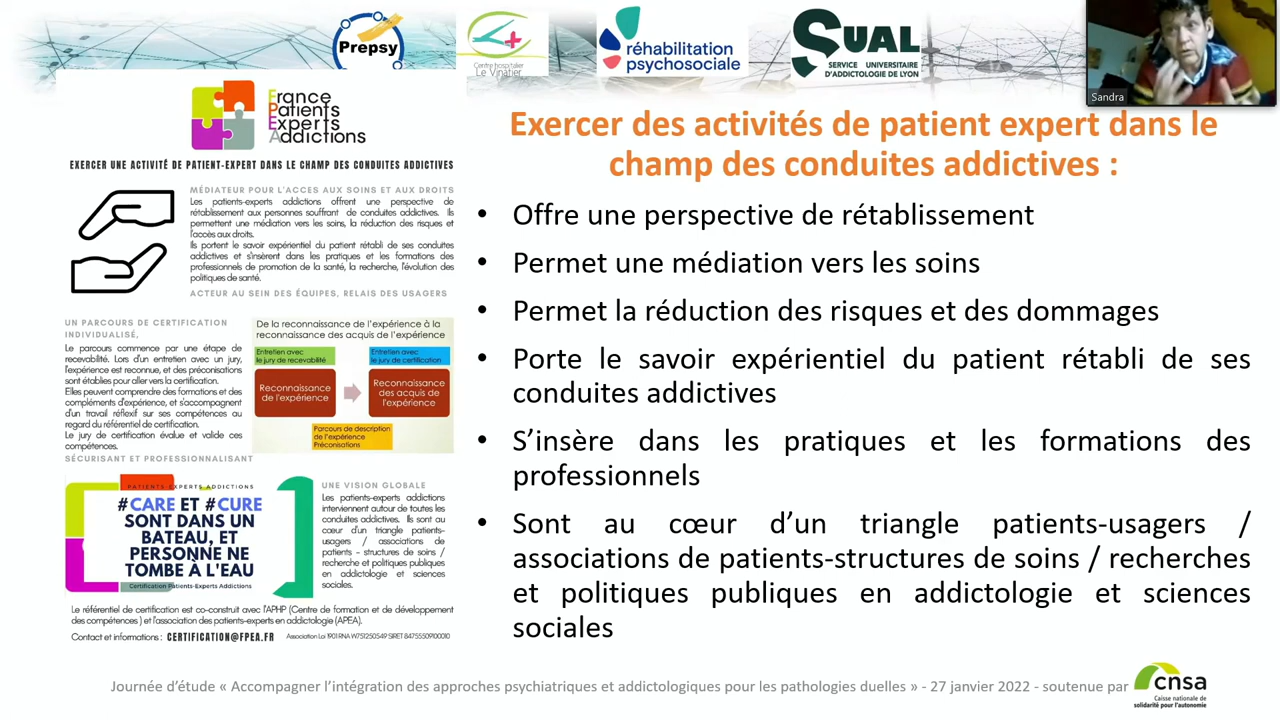 Prepsy
Centre hospitalier
Le Vinatier
réhabilitation
psychosociale
SUAL
SERVICE UNIVERSITAIRE
D'ADDICTOLOGIE DE LYON
Sandra
France
Patients
Experts
Addictions
EXERCER UNE ACTIVITÉ DE PATIENT-EXPERT DANS LE CHAMP DES CONDUITES ADDICTIVES
MÉDIATEUR POUR L'ACCES AUX SOINS ET AUX DROITS
Les patients-experts addictions offrent une perspective de
rétablissement aux personnes souffrant de conduites addictives. Ils
permettent une médiation vers les soins, la réduction des risques et
l'accès aux droits.
Ils portent le savoir expérientiel du patient rétabli de ses conduites
addictives et s'insèrent dans les pratiques et les formations des
professionnels de promotion de la santé, la recherche, l'évolution des
politiques de santé.
ACTEUR AU SEIN DES ÉQUIPES, RELAIS DES USAGERS
UN PARCOURS DE CERTIFICATION
INDIVIDUALISÉ,
Le parcours commence par une étape de
recevabilité. Lors d'un entretien avec un jury,
l'expérience est reconnue, et des préconisations
sont établies pour aller vers la certification.
Elles peuvent comprendre des formations et des
compléments d'expérience, et s'accompagnent
d'un travail réflexif sur ses compétences au
regard du référentiel de certification.
Le jury de certification évalue et valide ces
compétences.
SÉCURISANT ET PROFESSIONNALISANT
De la reconnaissance de l'expérience à la
reconnaissance des acquis de l'expérience
Entretien avec
le jury de recevabilité
Entretien avec
le jury de certification
Reconnaissance
de l'expérience
Reconnaissance
des acquis de
l'expérience
Parcours de description
de l'expérience
Préconisations
PATIENTS-EXPERTS ADDICTIONS
#CARE ET #CURE
SONT DANS UN
BATEAU, ET
PERSONNE NE
TOMBE À L'EAU
Certification Patients-Experts Addictions
UNE VISION GLOBALE
Les patients-experts addictions
interviennent autour de toutes les
conduites addictives. Ils sont au
cœur d'un triangle patients-
usagers / associations de
patients - structures de soins /
recherche et politiques publiques
en addictologie et sciences
sociales.
Le référentiel de certification est co-construit avec l'APHP (Centre de formation et de développement
des compétences ) et l'association des patients-experts en addictologie (APEA).
Contact et informations : CERTIFICATION@FPEA.FR Association Loi 1901 RNA W751250549 SIRET 84755509100010
Exercer des activités de patient expert dans le
champ des conduites addictives :
• Offre une perspective de rétablissement
• Permet une médiation vers les soins
• Permet la réduction des risques et des dommages
• Porte le savoir expérientiel du patient rétabli de ses
conduites addictives
• S'insère dans les pratiques et les formations des
professionnels
• Sont au cœur d'un triangle patients-usagers /
associations de patients-structures de soins / recherches
et politiques publiques en addictologie et sciences
sociales
Journée d'étude « Accompagner l'intégration des approches psychiatriques et addictologiques pour les pathologies duelles » - 27 janvier 2022 - soutenue par
cnsa
Caisse nationale de
solidarité pour l'autonomie